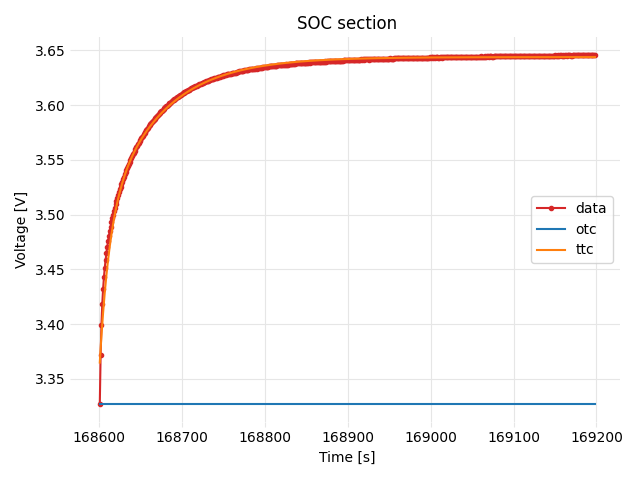 SOC section
Voltage [V]
3.65
3.60
3.55
3.50
3.45
3.40
3.35
data
otc
ttc
168600 168700 168800 168900 169000 169100 169200
Time [s]